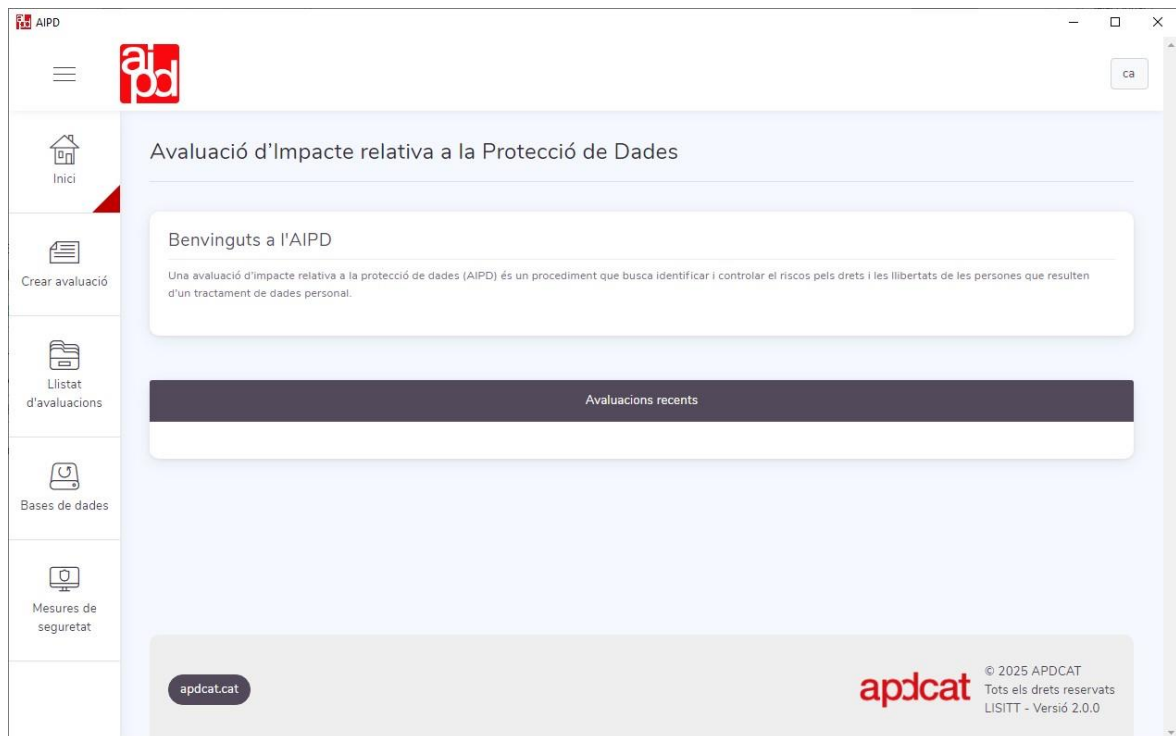 AIPD
aipd
ca
Inici
Crear avaluació
Llistat
d'avaluacions
Bases de dades
Mesures de
seguretat
Avaluació d’Impacte relativa a la Protecció de Dades
Benvinguts a l'AIPD
Una avaluació d'impacte relativa a la protecció de dades (AIPD) és un procediment que busca identificar i controlar el riscos pels drets i les llibertats de les persones que resulten
d'un tractament de dades personal.
Avaluacions recents
apdcat.cat
apdcat
© 2025 APDCAT
Tots els drets reservats
LISITT - Versió 2.0.0